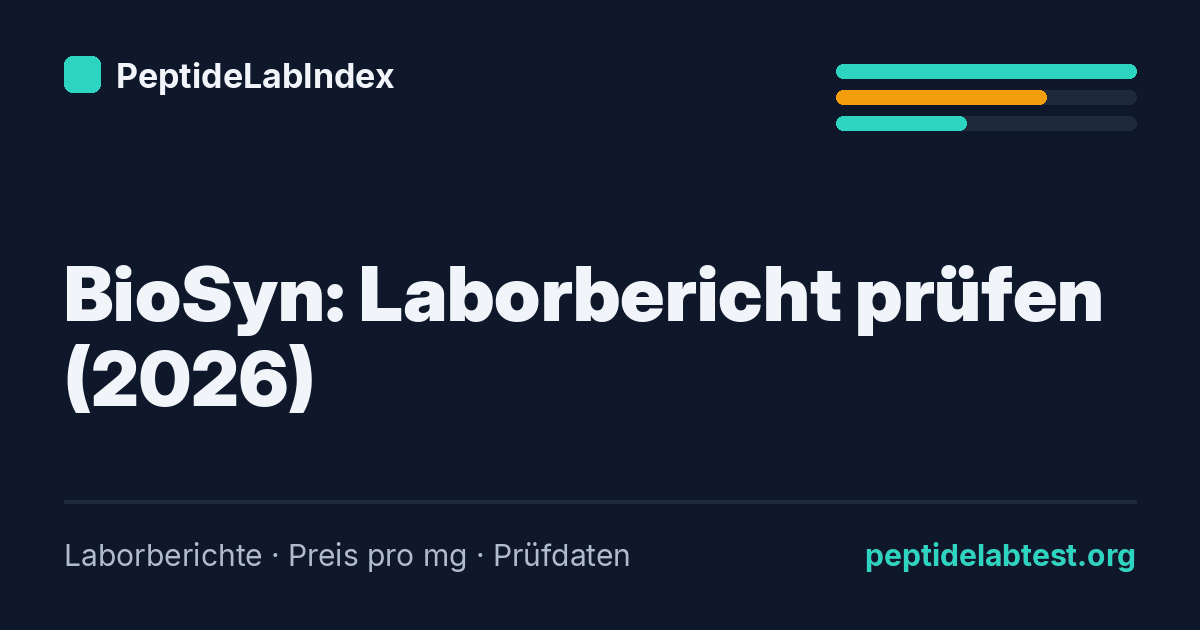 PeptideLabIndex
BioSyn: Laborbericht prüfen
(2026)
Laborberichte · Preis pro mg · Prüfdaten
peptidelabtest.org